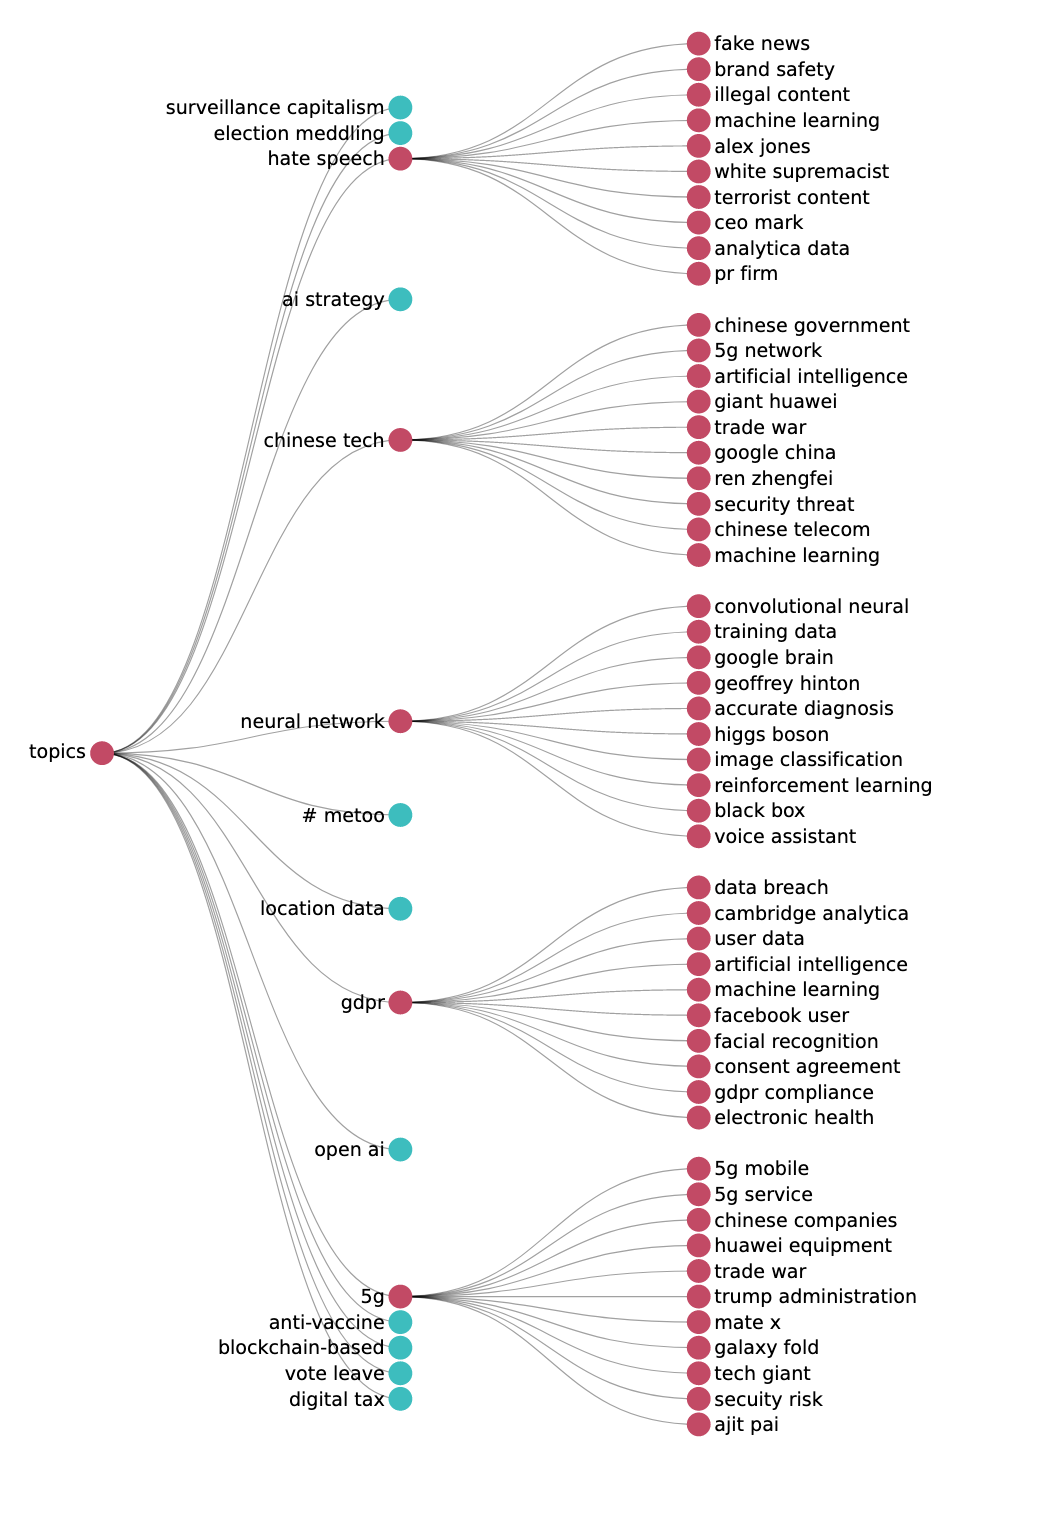 topics
surveillance capitalism
election meddling
hate speech
fake news
brand safety
illegal content
machine learning
alex jones
white supremacist
terrorist content
ceo mark
analytica data
pr firm
ai strategy
chinese tech
chinese government
5g network
artificial intelligence
giant huawei
trade war
google china
ren zhengfei
security threat
chinese telecom
machine learning
neural network
convolutional neural
training data
google brain
geoffrey hinton
accurate diagnosis
higgs boson
image classification
reinforcement learning
black box
voice assistant
# metoo
location data
gdpr
data breach
cambridge analytica
user data
artificial intelligence
machine learning
facebook user
facial recognition
consent agreement
gdpr compliance
electronic health
open ai
5g
5g mobile
5g service
chinese companies
huawei equipment
trade war
trump administration
mate x
galaxy fold
tech giant
secuity risk
ajit pai
anti-vaccine
blockchain-based
vote leave
digital tax